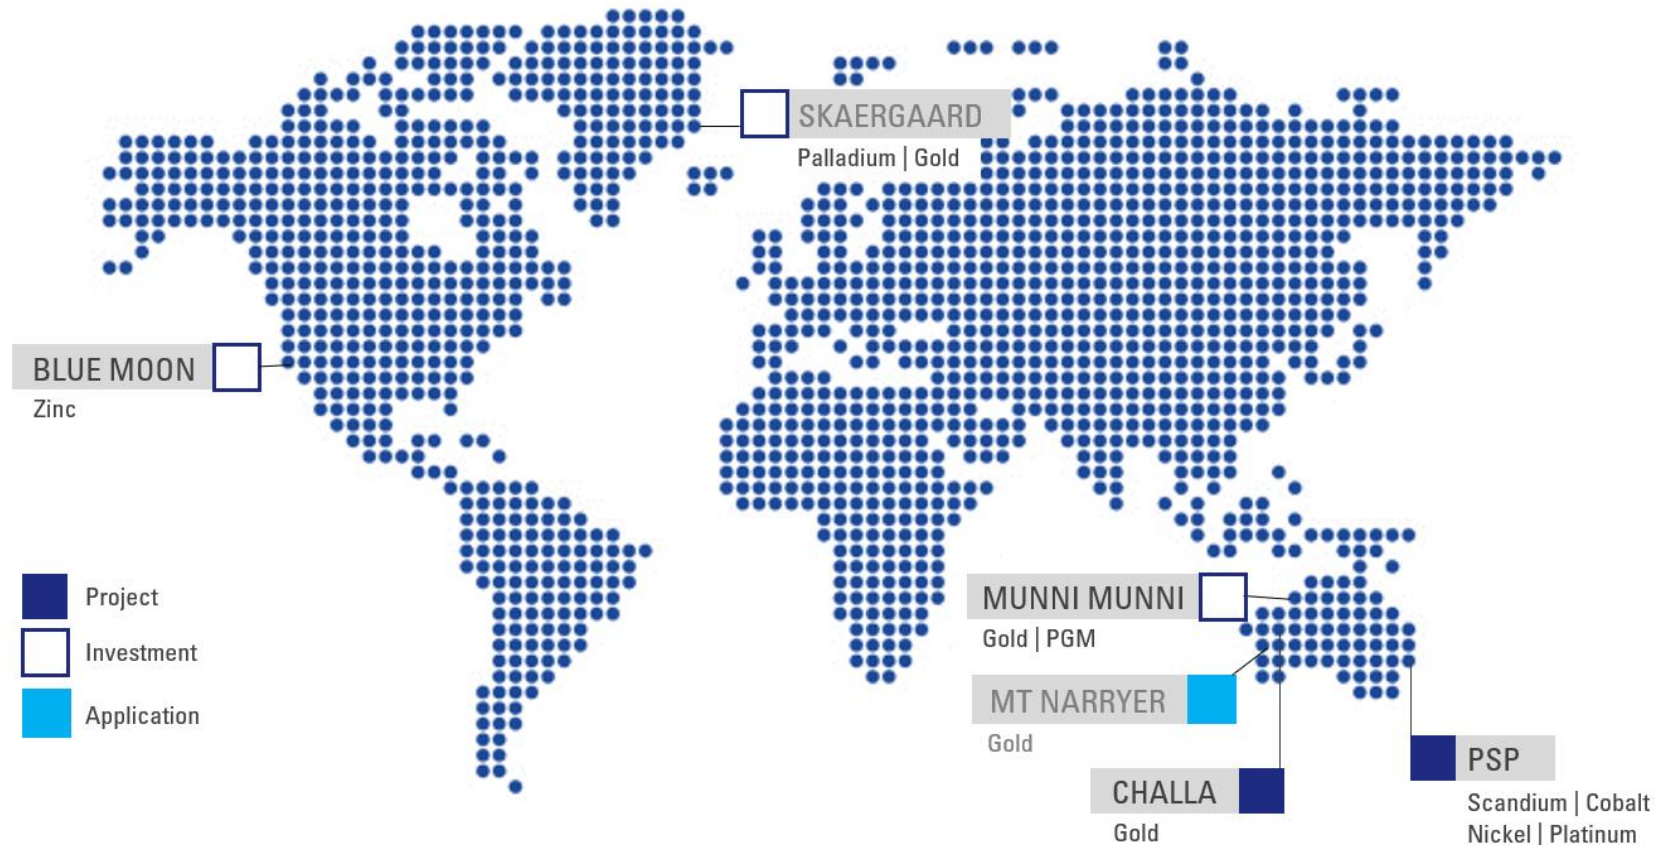 SKAERGAARD
Palladium | Gold
BLUE MOON
Zinc
Project
Investment
Application
MUNNI MUNNI
Gold | PGM
MT NARRYER
Gold
CHALLA
Gold
PSP
Scandium | Cobalt
Nickel | Platinum